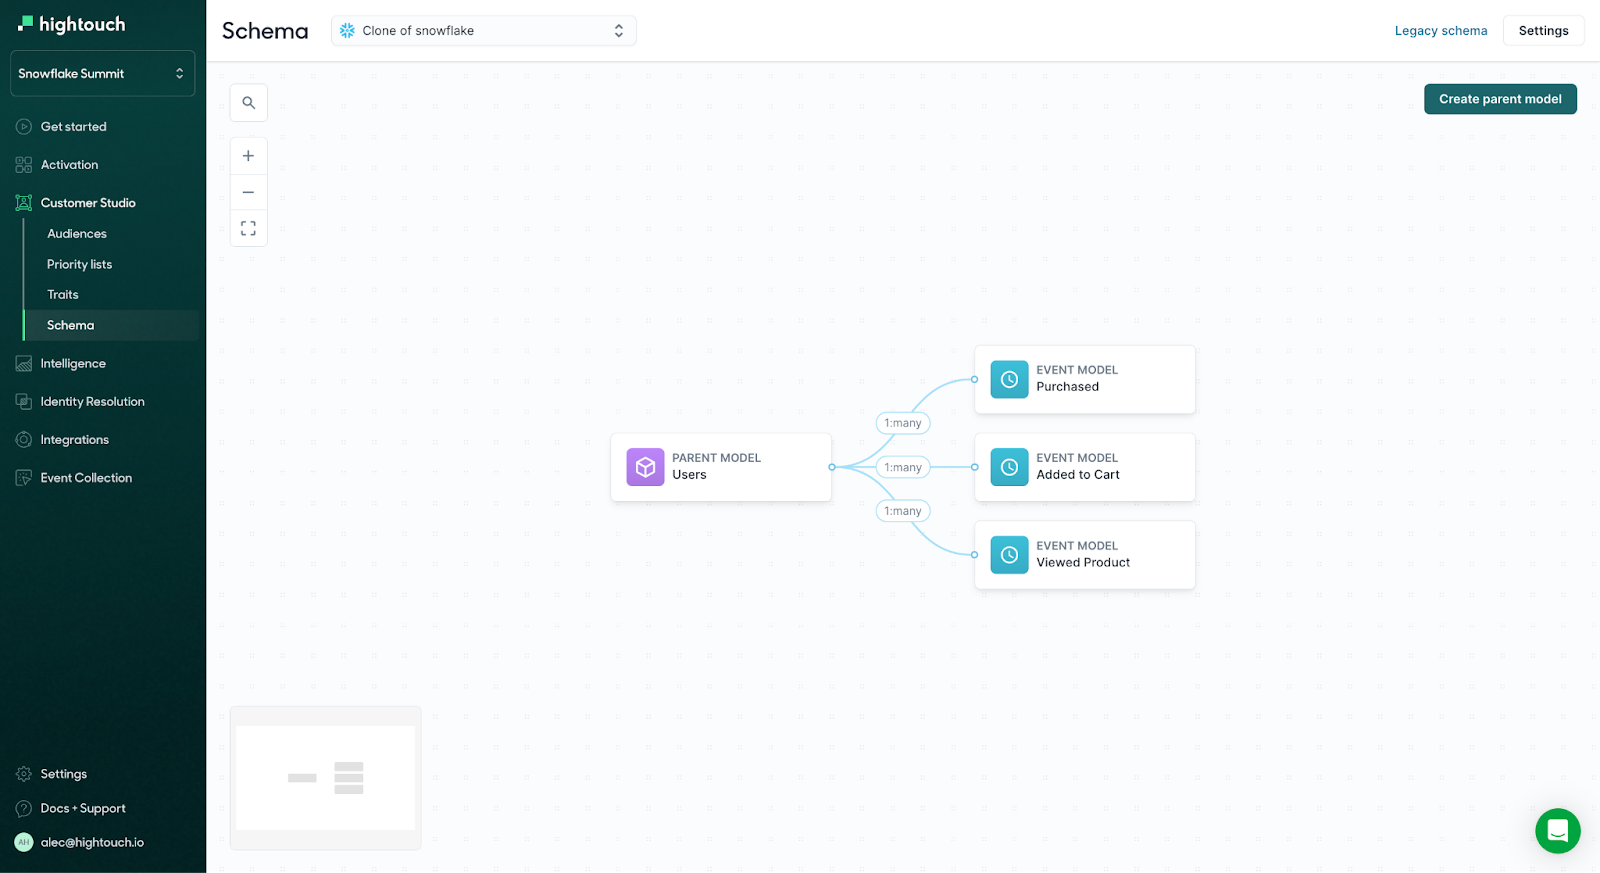 hightouch
Snowflake Summit
Get started
Activation
Customer Studio
Audiences
Priority lists
Traits
Schema
Intelligence
Identity Resolution
Integrations
Event Collection
Settings
Docs + Support
AH
alec@hightouch.io
Schema
Clone of snowflake
Legacy schema
Settings
Create parent model
PARENT MODEL
Users
1:many
1:many
1:many
EVENT MODEL
Purchased
EVENT MODEL
Added to Cart
EVENT MODEL
Viewed Product